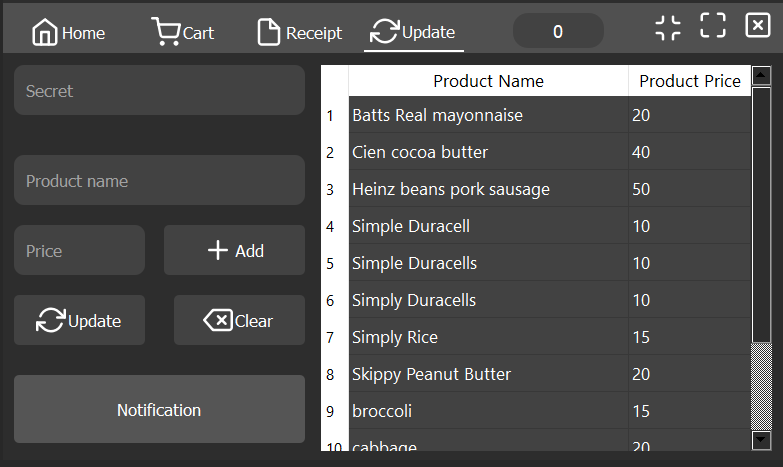 Home Cart Receipt Update 0
Secret
Product name
Price Add
Update Clear
Notification
Product Name Product Price
1 Batts Real mayonnaise 20
2 Cien cocoa butter 40
3 Heinz beans pork sausage 50
4 Simple Duracell 10
5 Simple Duracells 10
6 Simply Duracells 10
7 Simply Rice 15
8 Skippy Peanut Butter 20
9 broccoli 15
10 cabbage 20